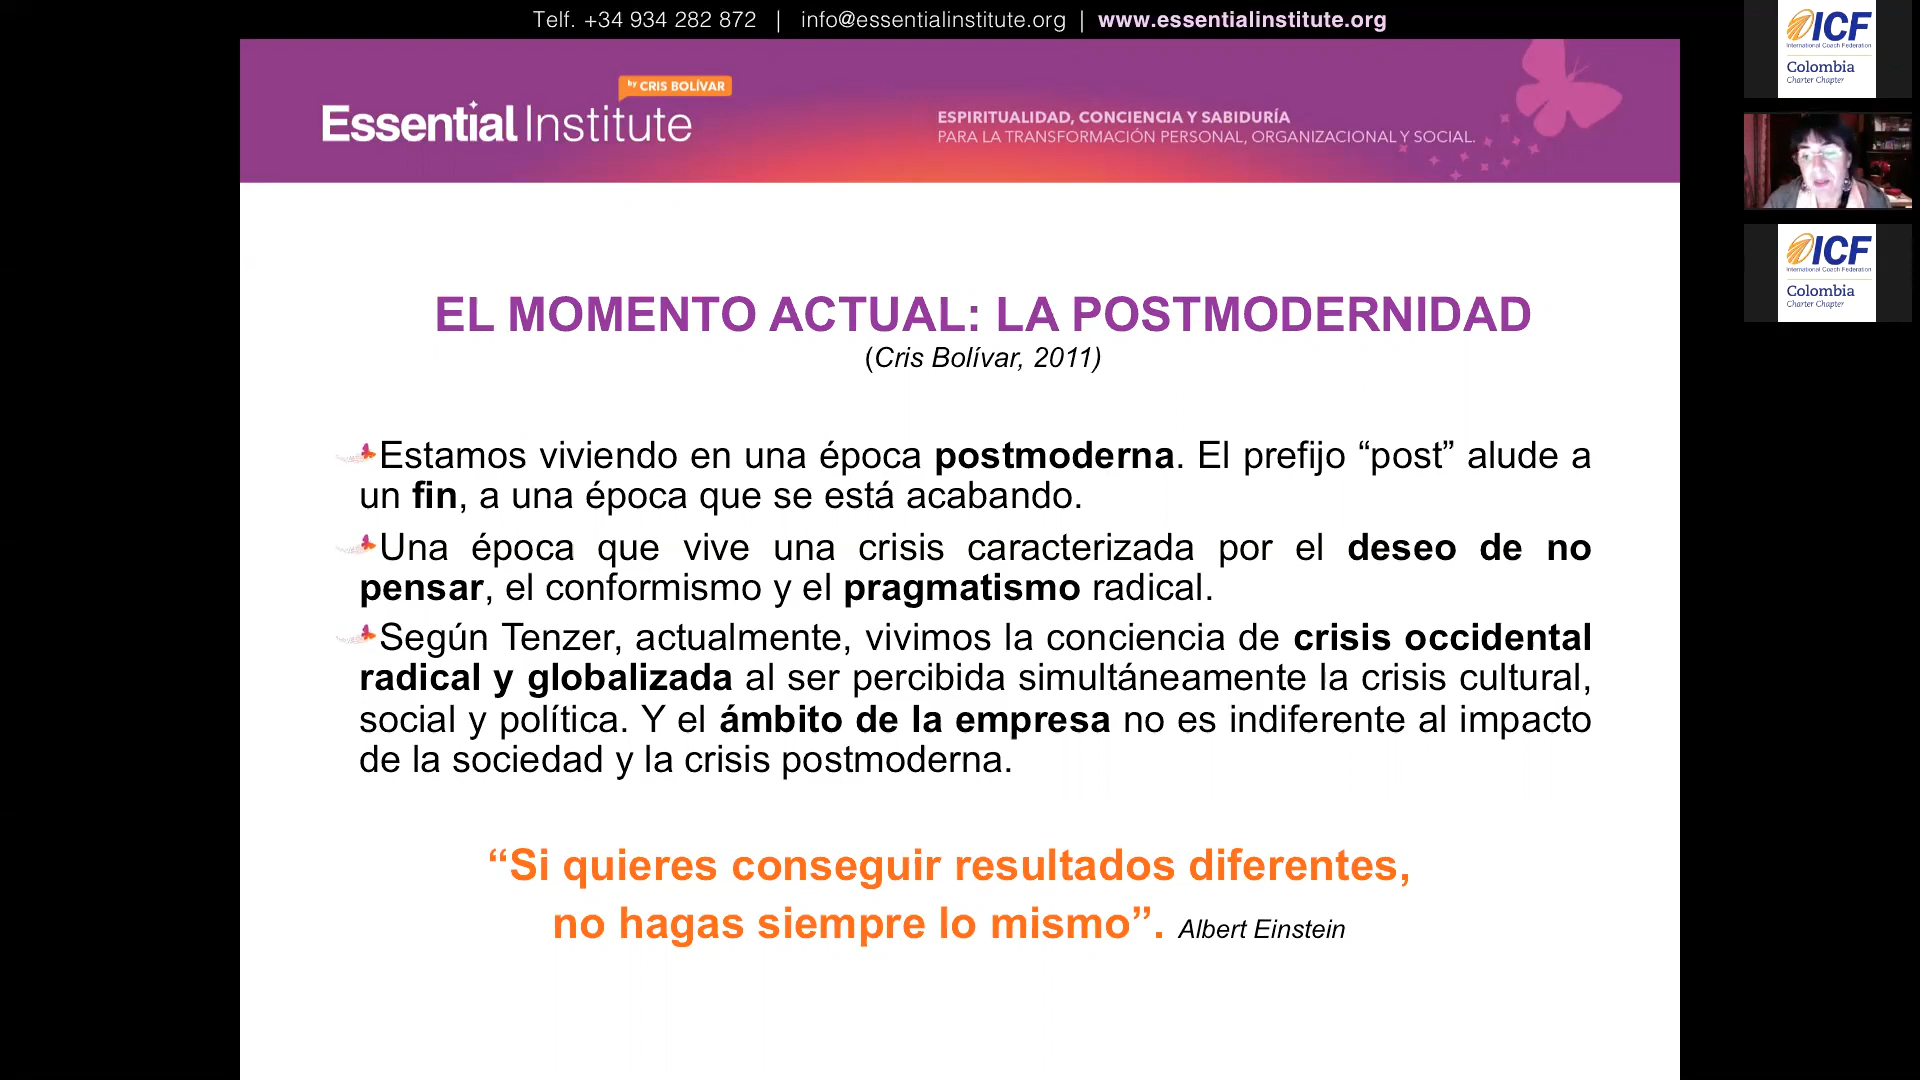 Telf. +34 934 282 872 | info@essentialinstitute.org | www.essentialinstitute.org
by CRIS BOLÍVAR
Essential Institute
ESPIRITUALIDAD, CONCIENCIA Y SABIDURÍA
PARA LA TRANSFORMACIÓN PERSONAL, ORGANIZACIONAL Y SOCIAL.
EL MOMENTO ACTUAL: LA POSTMODERNIDAD
(Cris Bolívar, 2011)
Estamos viviendo en una época postmoderna. El prefijo “post” alude a
un fin, a una época que se está acabando.
Una época que vive una crisis caracterizada por el deseo de no
pensar, el conformismo y el pragmatismo radical.
Según Tenzer, actualmente, vivimos la conciencia de crisis occidental
radical y globalizada al ser percibida simultáneamente la crisis cultural,
social y política. Y el ámbito de la empresa no es indiferente al impacto
de la sociedad y la crisis postmoderna.
“Si quieres conseguir resultados diferentes,
no hagas siempre lo mismo”. Albert Einstein
ICF
International Coach Federation
Colombia
Charter Chapter
ICF
International Coach Federation
Colombia
Charter Chapter